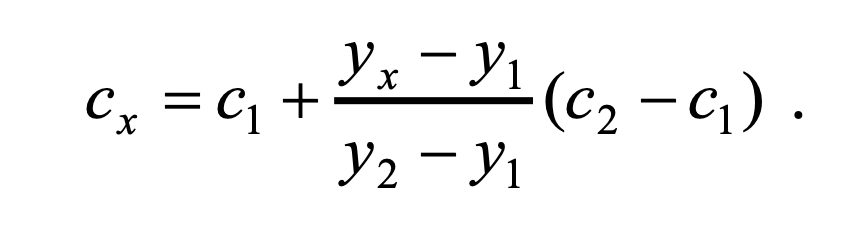 c_x = c_1 + \frac{y_x - y_1}{y_2 - y_1} (c_2 - c_1) .